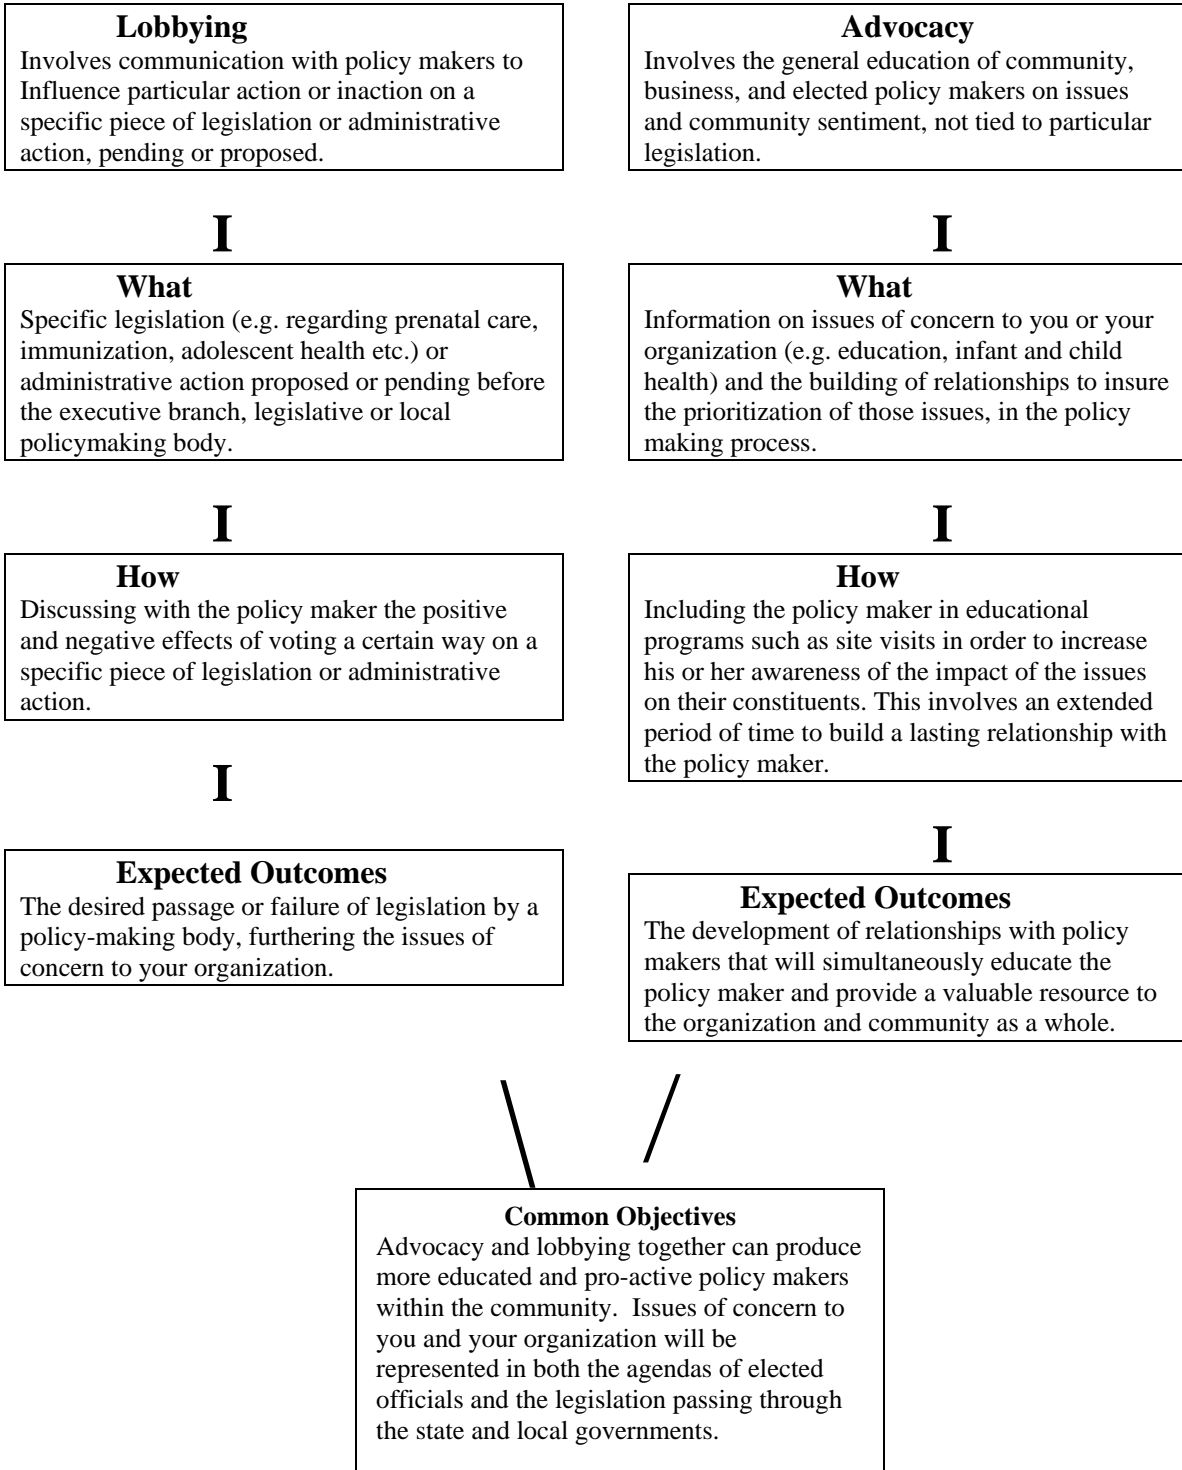 Lobbying
Involves communication with policy makers to
Influence particular action or inaction on a
specific piece of legislation or administrative
action, pending or proposed.
I
What
Specific legislation (e.g. regarding prenatal care,
immunization, adolescent health etc.) or
administrative action proposed or pending before
the executive branch, legislative or local
policymaking body.
I
How
Discussing with the policy maker the positive
and negative effects of voting a certain way on a
specific piece of legislation or administrative
action.
I
Expected Outcomes
The desired passage or failure of legislation by a
policy-making body, furthering the issues of
concern to your organization.
Advocacy
Involves the general education of community,
business, and elected policy makers on issues
and community sentiment, not tied to particular
legislation.
I
What
Information on issues of concern to you or your
organization (e.g. education, infant and child
health) and the building of relationships to insure
the prioritization of those issues, in the policy
making process.
I
How
Including the policy maker in educational
programs such as site visits in order to increase
his or her awareness of the impact of the issues
on their constituents. This involves an extended
period of time to build a lasting relationship with
the policy maker.
I
Expected Outcomes
The development of relationships with policy
makers that will simultaneously educate the
policy maker and provide a valuable resource to
the organization and community as a whole.
\ /
Common Objectives
Advocacy and lobbying together can produce
more educated and pro-active policy makers
within the community.  Issues of concern to
you and your organization will be
represented in both the agendas of elected
officials and the legislation passing through
the state and local governments.